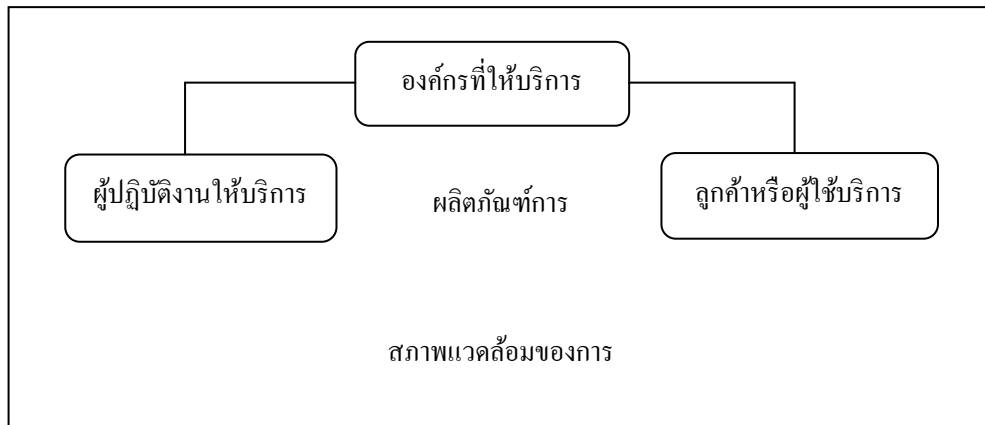 องค์กรที่ให้บริการ
ผู้ปฏิบัติงานให้บริการ
ผลิตภัณฑ์การ
ลูกค้าหรือผู้ใช้บริการ
สภาพแวดล้อมของการ